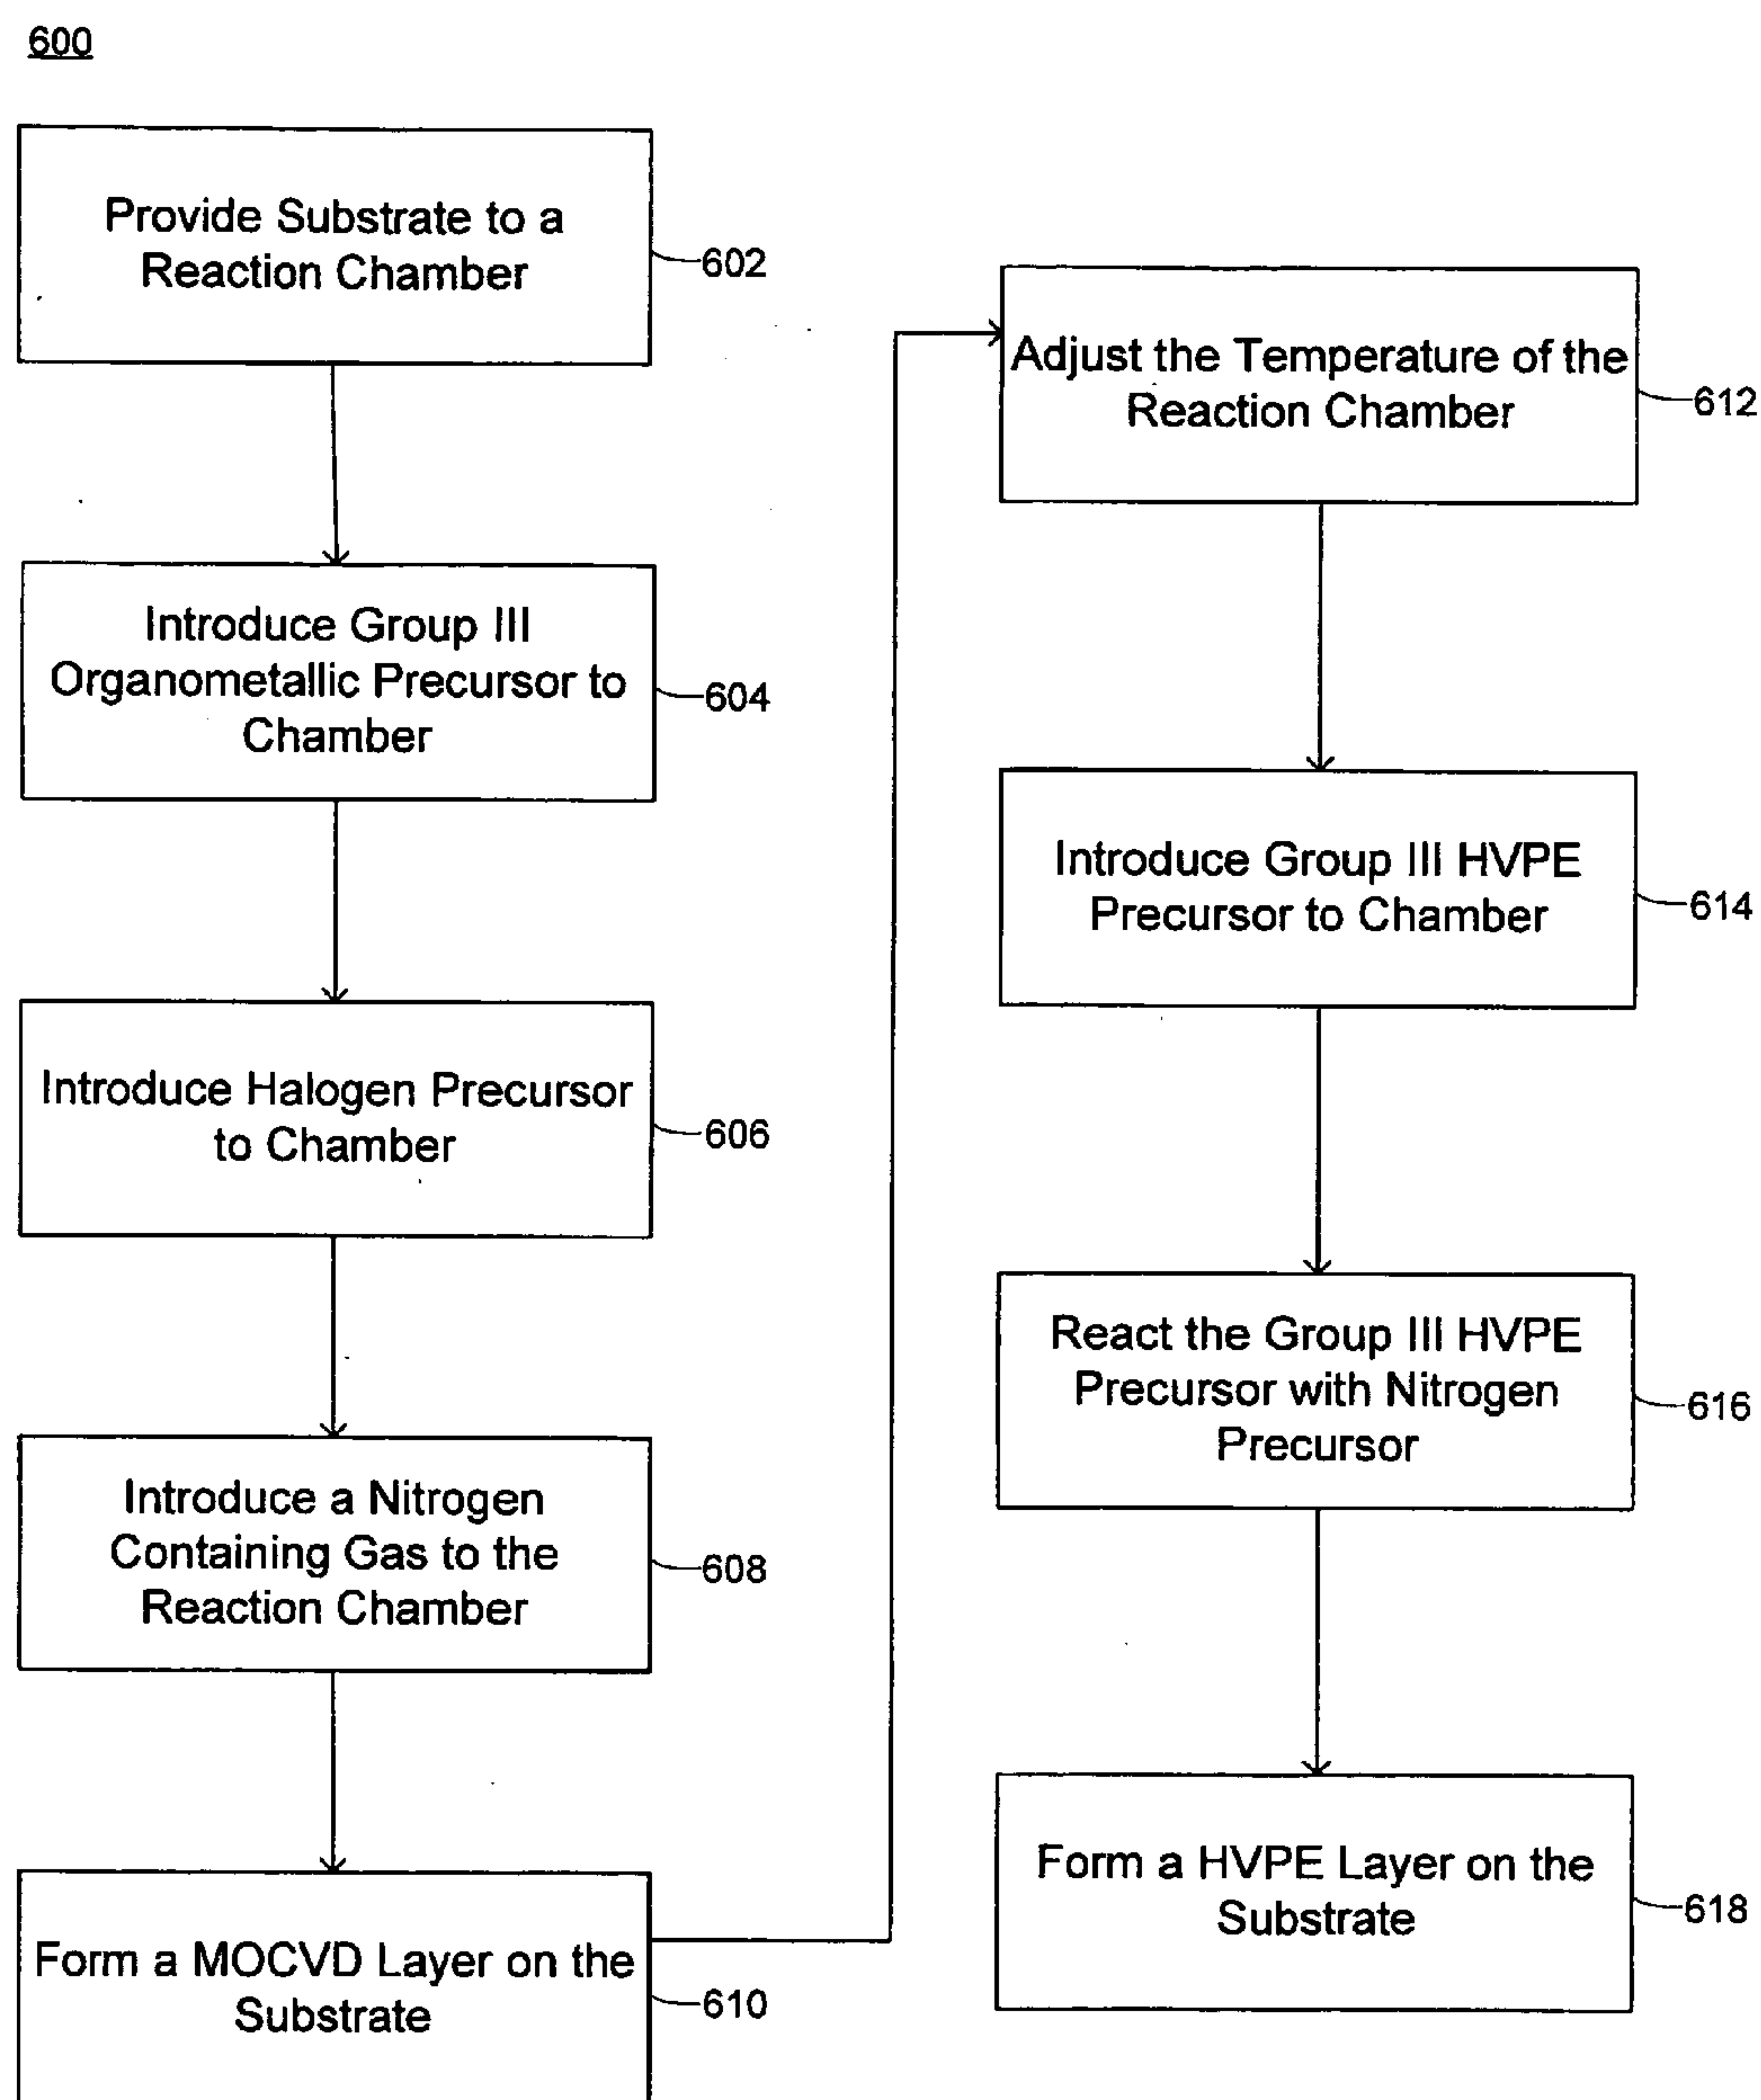 600
Provide Substrate to a
Reaction Chamber
602
Introduce Group III
Organometallic Precursor to
Chamber
604
Introduce Halogen Precursor
to Chamber
606
Introduce a Nitrogen
Containing Gas to the
Reaction Chamber
608
Form a MOCVD Layer on the
Substrate
610
Adjust the Temperature of the
Reaction Chamber
612
Introduce Group III HVPE
Precursor to Chamber
614
React the Group III HVPE
Precursor with Nitrogen
Precursor
616
Form a HVPE Layer on the
Substrate
618